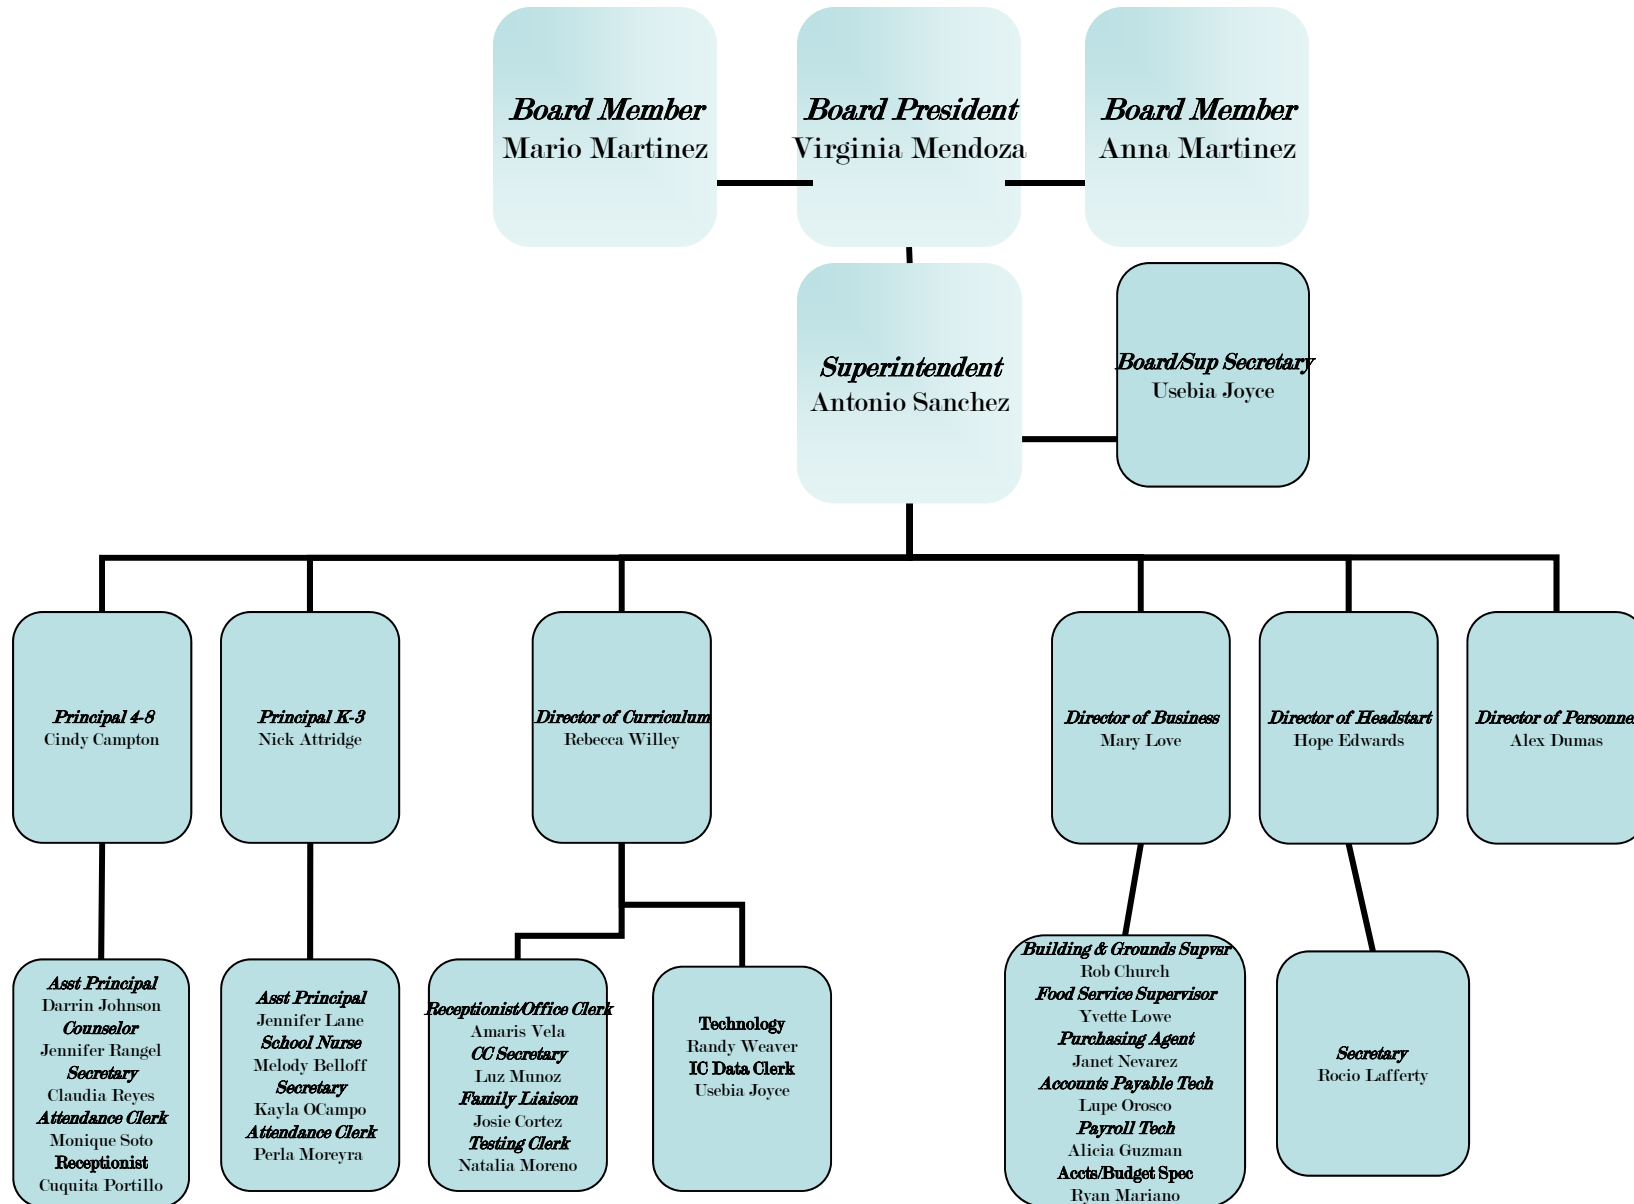 Board Member
Mario Martinez
Board President
Virginia Mendoza
Board Member
Anna Martinez
Superintendent
Antonio Sanchez
Board/Sup Secretary
Usebia Joyce
Principal 4-8
Cindy Campton
Principal K-3
Nick Attridge
Director of Curriculum
Rebecca Willey
Director of Business
Mary Love
Director of Headstart
Hope Edwards
Director of Personnel
Alex Dumas
Asst Principal
Darrin Johnson
Counselor
Jennifer Rangel
Secretary
Claudia Reyes
Attendance Clerk
Monique Soto
Receptionist
Cuquita Portillo
Asst Principal
Jennifer Lane
School Nurse
Melody Belloff
Secretary
Kayla OCampo
Attendance Clerk
Perla Moreyra
Receptionist/Office Clerk
Amaris Vela
CC Secretary
Luz Munoz
Family Liaison
Josie Cortez
Testing Clerk
Natalia Moreno
Technology
Randy Weaver
IC Data Clerk
Usebia Joyce
Building & Grounds Supvsr
Rob Church
Food Service Supervisor
Yvette Lowe
Purchasing Agent
Janet Nevarez
Accounts Payable Tech
Lupe Orosco
Payroll Tech
Alicia Guzman
Accts/Budget Spec
Ryan Mariano
Secretary
Rocio Lafferty